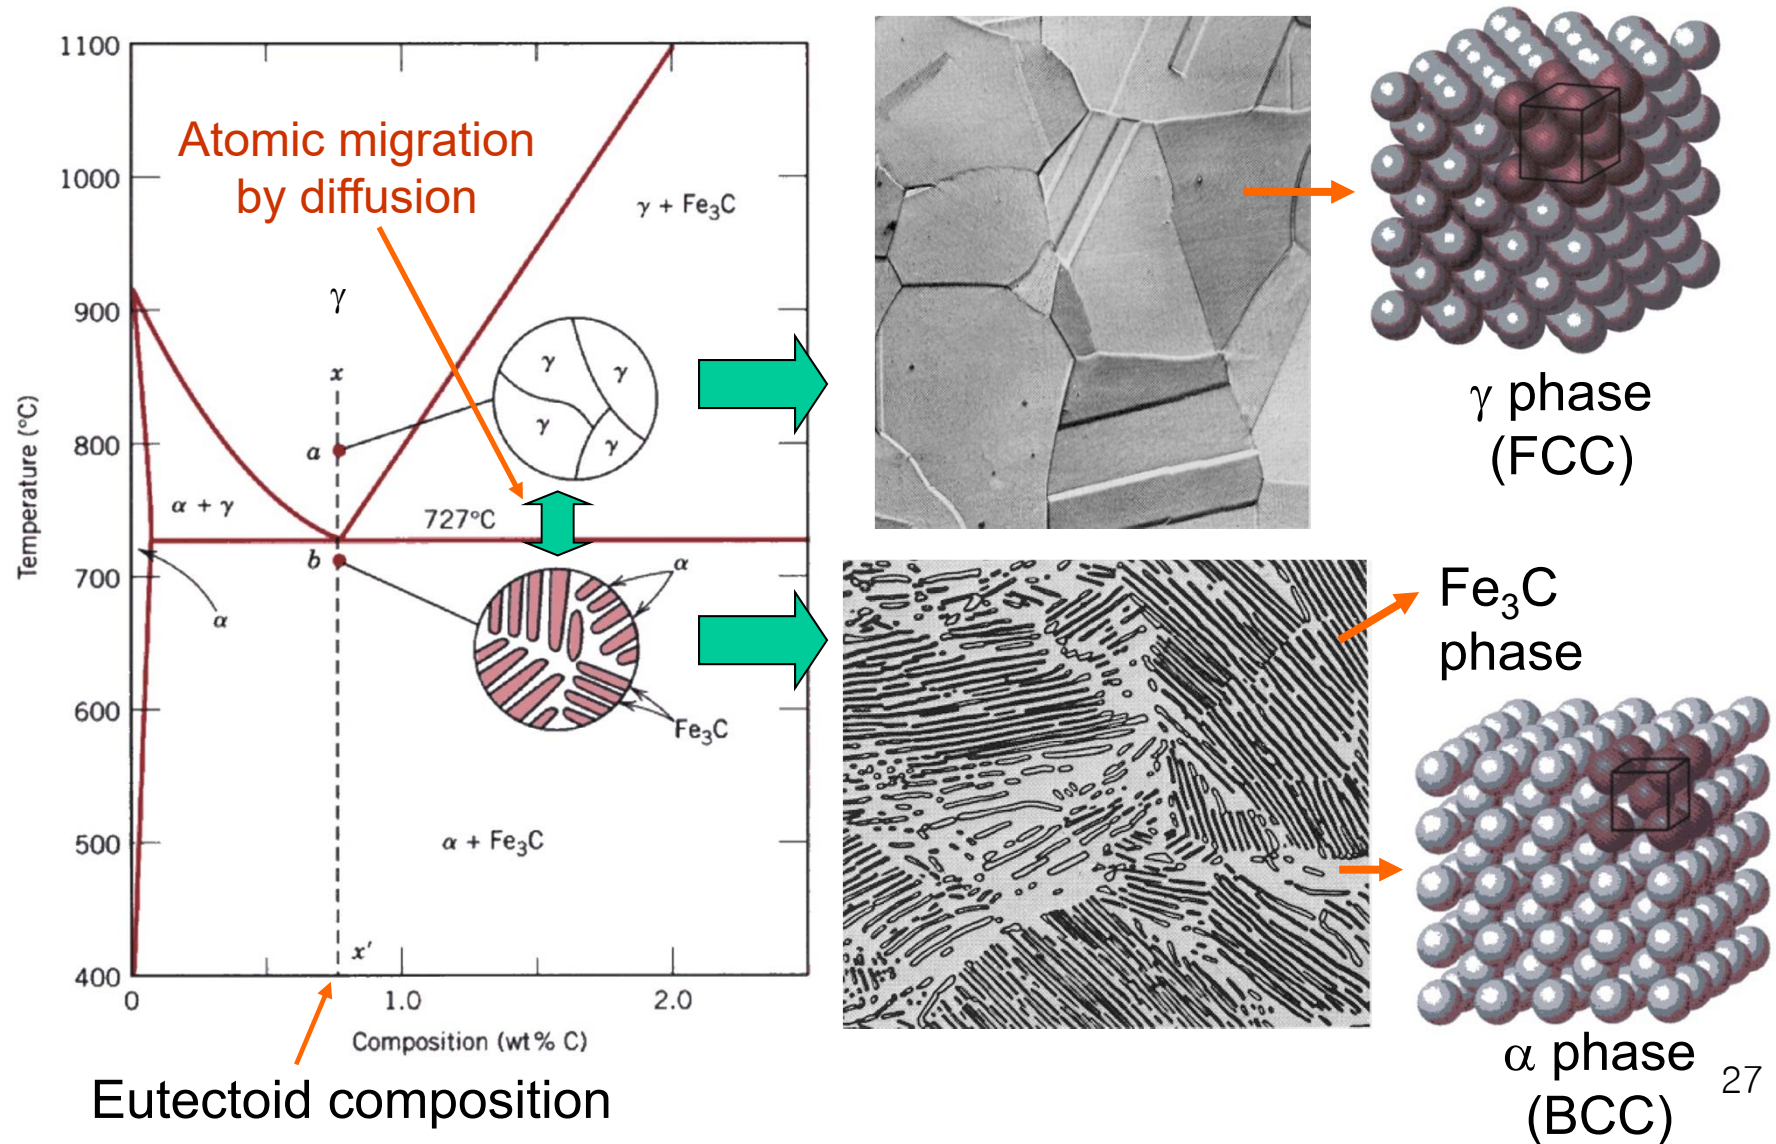 1100
1000
900
800
700
600
500
400
Temperature (°C)
0
1.0
2.0
Composition (wt% C)
Atomic migration
by diffusion
γ + Fe₃C
γ
x
a
γ
γ
γ
γ
α + γ
727°C
b
α
α
Fe₃C
α + Fe₃C
x′
Eutectoid composition
γ phase
(FCC)
Fe₃C
phase
α phase
(BCC)
27